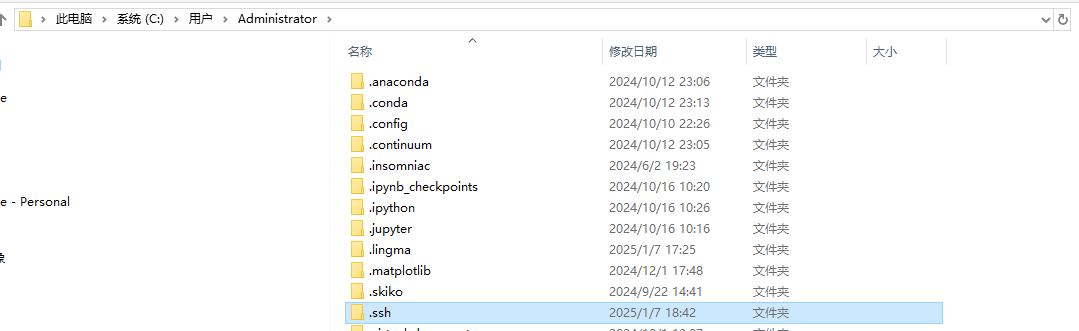 此电脑 系统 (C:) 用户 Administrator
名称 修改日期 类型 大小
.anaconda 2024/10/12 23:06 文件夹
.conda 2024/10/12 23:13 文件夹
.config 2024/10/10 22:26 文件夹
.continuum 2024/10/12 23:05 文件夹
.insomniac 2024/6/2 19:23 文件夹
.ipynb_checkpoints 2024/10/16 10:20 文件夹
.ipython 2024/10/16 10:26 文件夹
.jupyter 2024/10/16 10:16 文件夹
.lingma 2025/1/7 17:25 文件夹
.matplotlib 2024/12/1 17:48 文件夹
.skiko 2024/9/22 14:41 文件夹
.ssh 2025/1/7 18:42 文件夹
e
e - Personal